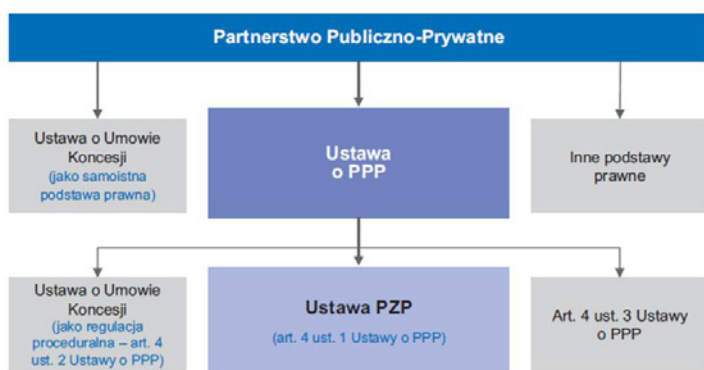 Partnerstwo Publiczno-Prywatne
Ustawa o Umowie
Koncesji
(jako samoistna
podstawa prawna)
Ustawa
o PPP
Inne podstawy
prawne
Ustawa o Umowie
Koncesji
(jako regulacja
proceduralna – art. 4
ust. 2 Ustawy o PPP)
Ustawa PZP
(art. 4 ust. 1 Ustawy o PPP)
Art. 4 ust. 3 Ustawy
o PPP